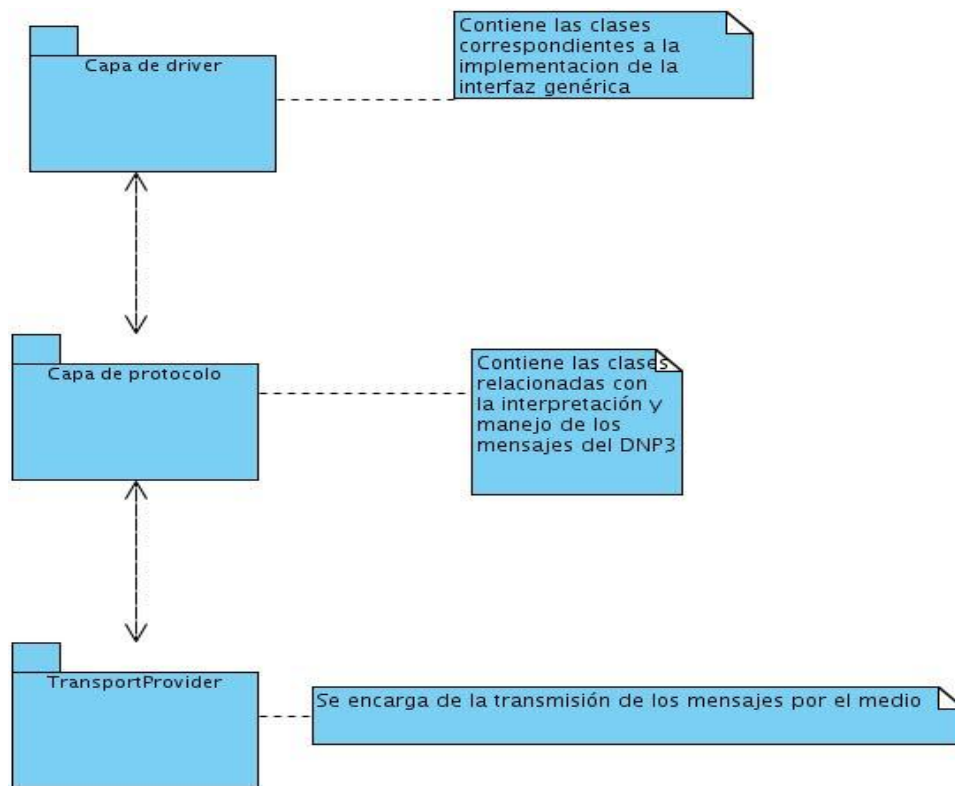 Capa de driver
Contiene las clases
correspondientes a la
implementacion de la
interfaz genérica
Capa de protocolo
Contiene las clases
relacionadas con
la interpretación y
manejo de los
mensajes del DNP3
TransportProvider
Se encarga de la transmisión de los mensajes por el medio